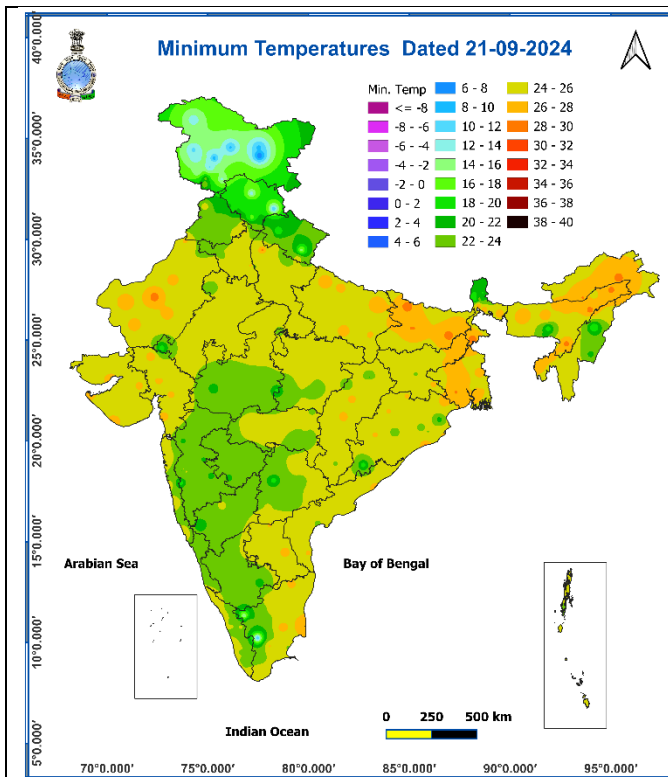 Minimum Temperatures Dated 21-09-2024
Min. Temp
<= -8
-8 - -6
-6 - -4
-4 - -2
-2 - 0
0 - 2
2 - 4
4 - 6
6 - 8
8 - 10
10 - 12
12 - 14
14 - 16
16 - 18
18 - 20
20 - 22
22 - 24
24 - 26
26 - 28
28 - 30
30 - 32
32 - 34
34 - 36
36 - 38
38 - 40
40°0.000'
35°0.000'
30°0.000'
25°0.000'
20°0.000'
15°0.000'
10°0.000'
5°0.000'
Arabian Sea
Bay of Bengal
Indian Ocean
0 250 500 km
70°0.000' 75°0.000' 80°0.000' 85°0.000' 90°0.000' 95°0.000'